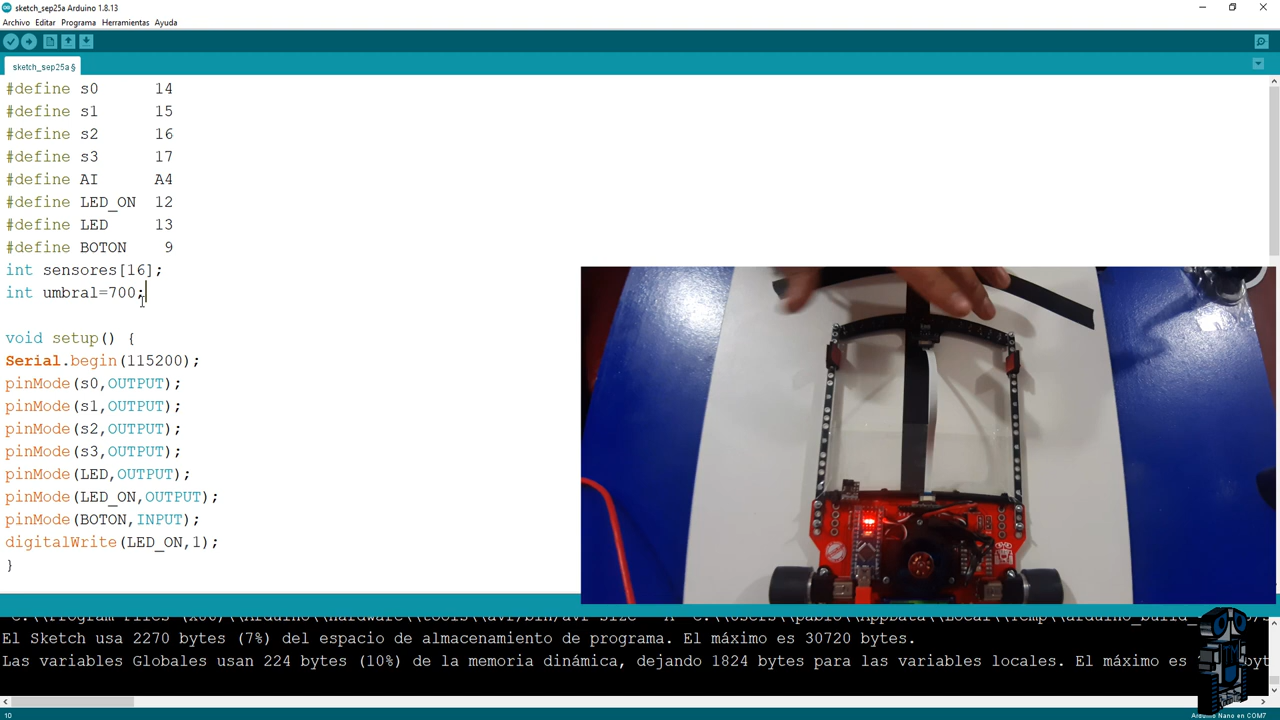 sketch_sep25a Arduino 1.8.13
Archivo Editar Programa Herramientas Ayuda
sketch_sep25a §
#define s0 14
#define s1 15
#define s2 16
#define s3 17
#define AI A4
#define LED_ON 12
#define LED 13
#define BOTON 9
int sensores[16];
int umbral=700;
void setup() {
Serial.begin(115200);
pinMode(s0,OUTPUT);
pinMode(s1,OUTPUT);
pinMode(s2,OUTPUT);
pinMode(s3,OUTPUT);
pinMode(LED,OUTPUT);
pinMode(LED_ON,OUTPUT);
pinMode(BOTON,INPUT);
digitalWrite(LED_ON,1);
}
El Sketch usa 2270 bytes (7%) del espacio de almacenamiento de programa. El máximo es 30720 bytes.
Las variables Globales usan 224 bytes (10%) de la memoria dinámica, dejando 1824 bytes para las variables locales. El máximo es
10
Arduino Nano en COM7